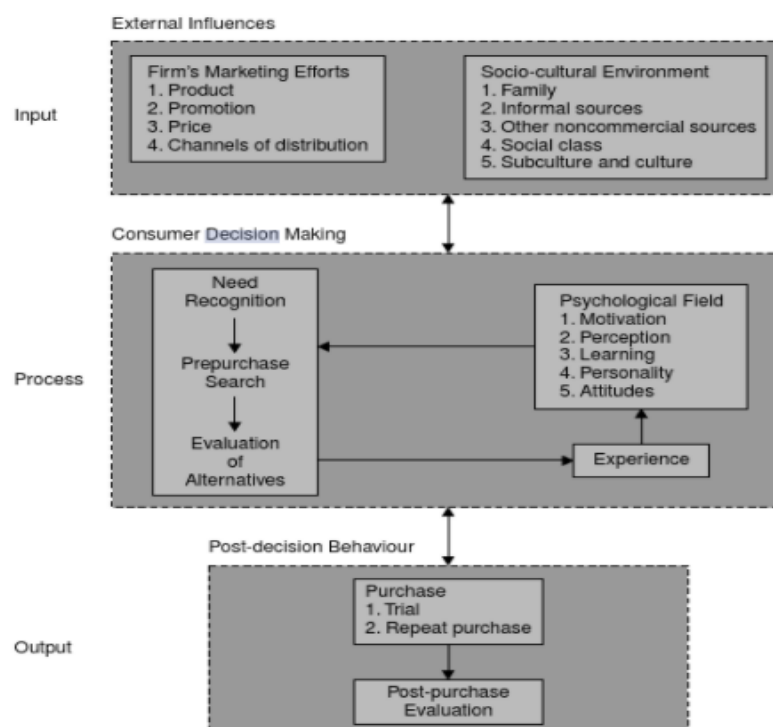 External Influences
Input
Firm's Marketing Efforts
1. Product
2. Promotion
3. Price
4. Channels of distribution
Socio-cultural Environment
1. Family
2. Informal sources
3. Other noncommercial sources
4. Social class
5. Subculture and culture
Consumer Decision Making
Process
Need
Recognition
Prepurchase
Search
Evaluation
of
Alternatives
Psychological Field
1. Motivation
2. Perception
3. Learning
4. Personality
5. Attitudes
Experience
Post-decision Behaviour
Output
Purchase
1. Trial
2. Repeat purchase
Post-purchase
Evaluation